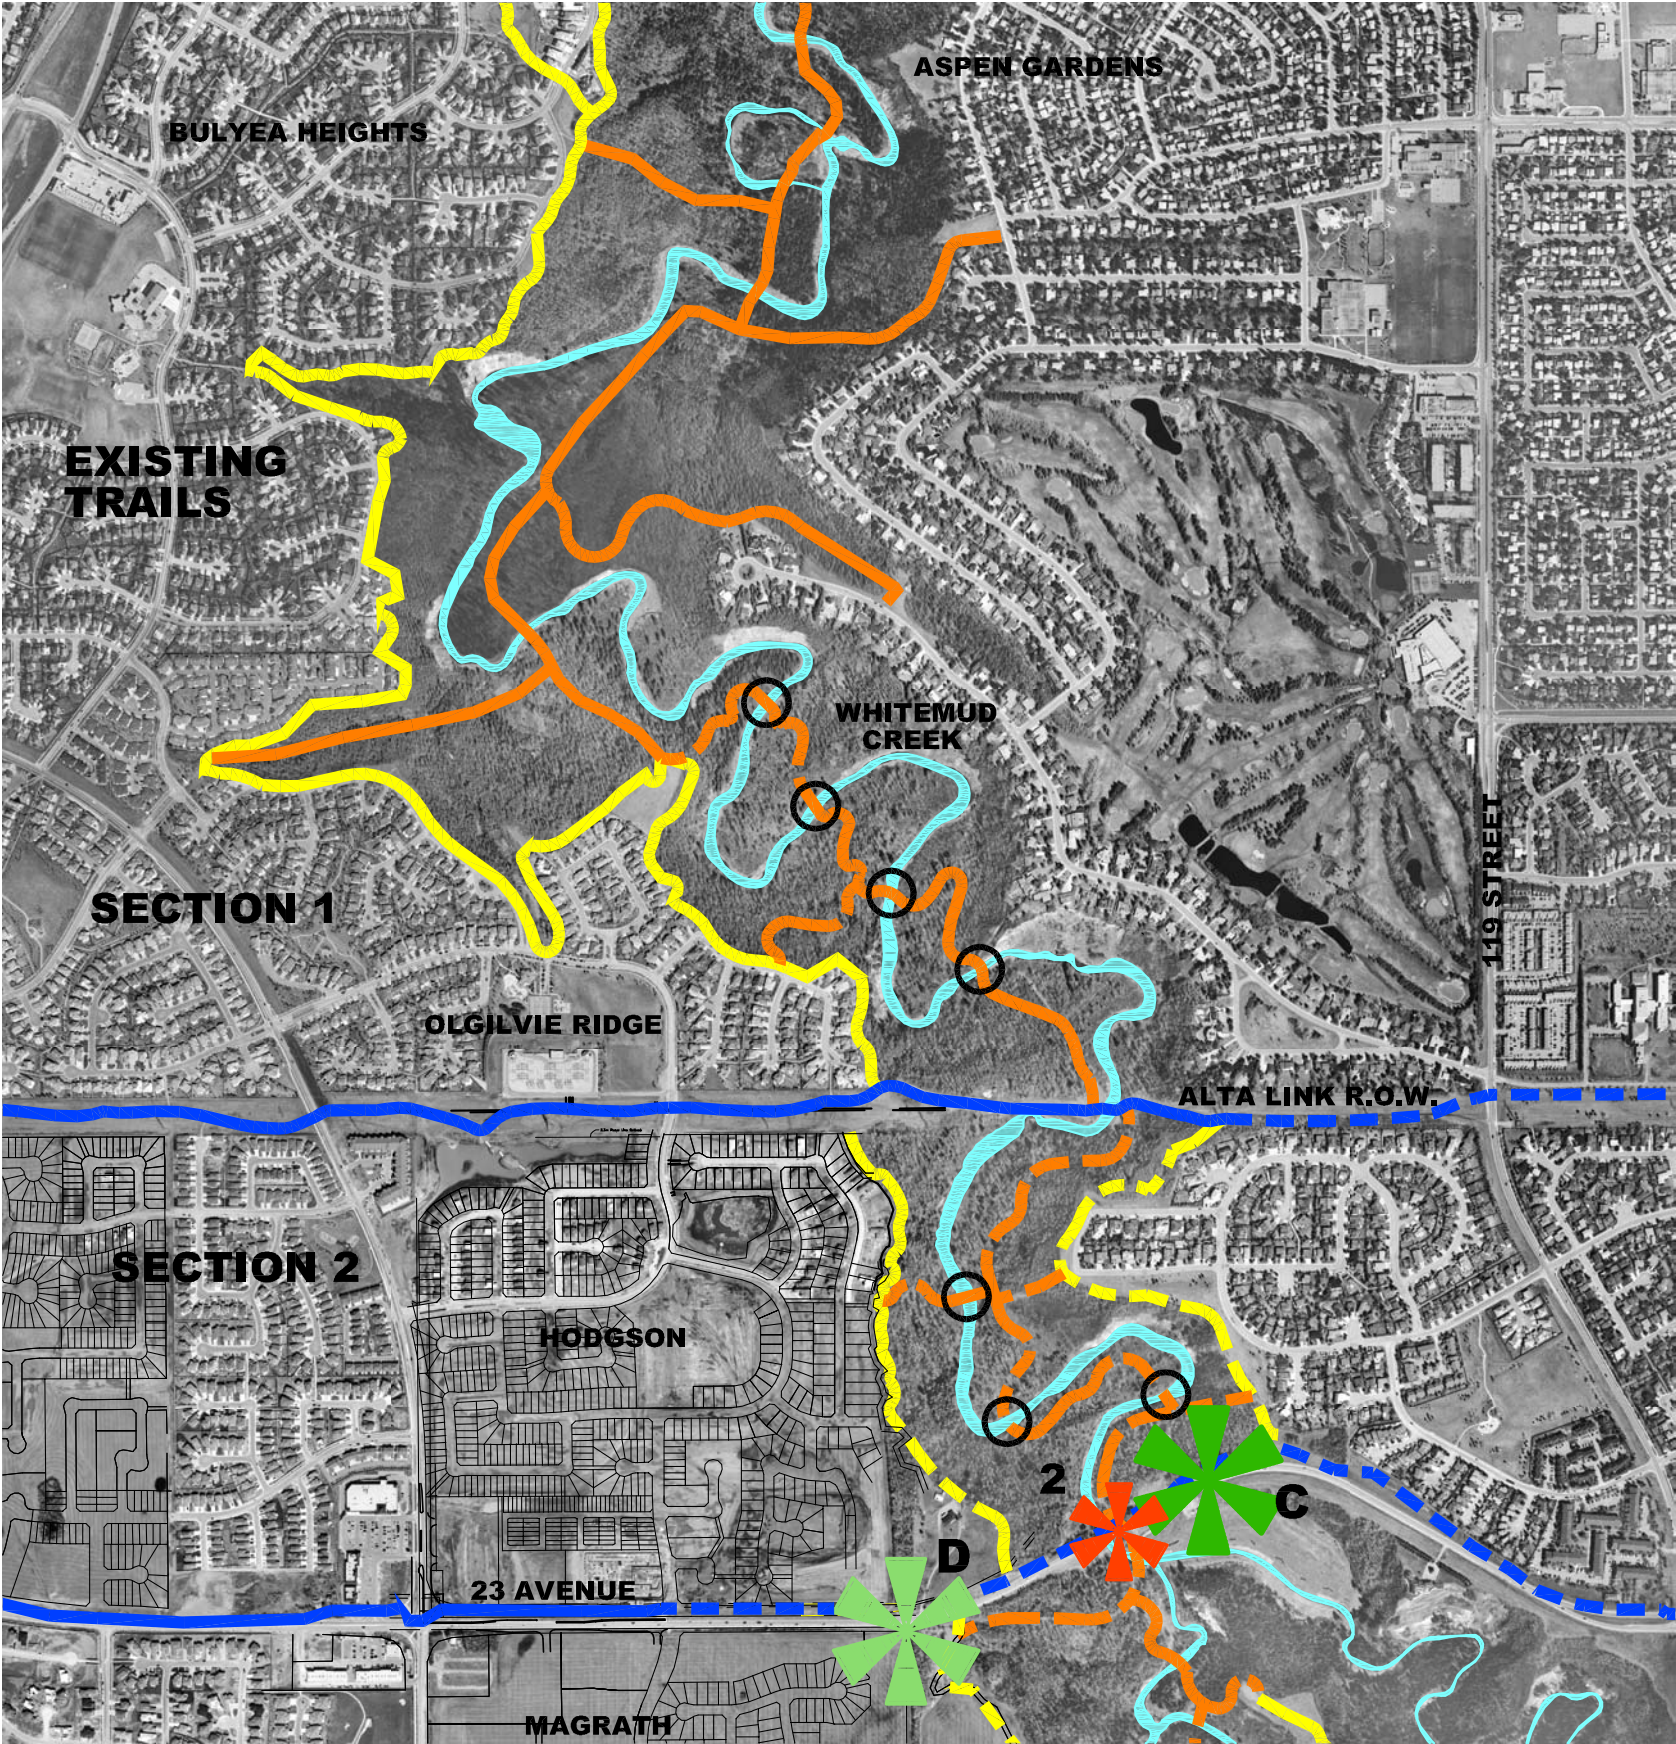 ASPEN GARDENS
BULYEA HEIGHTS
EXISTING
TRAILS
WHITEMUD
CREEK
119 STREET
SECTION 1
OLGILVIE RIDGE
ALTA LINK R.O.W.
SECTION 2
HODGSON
2
C
D
23 AVENUE
MAGRATH